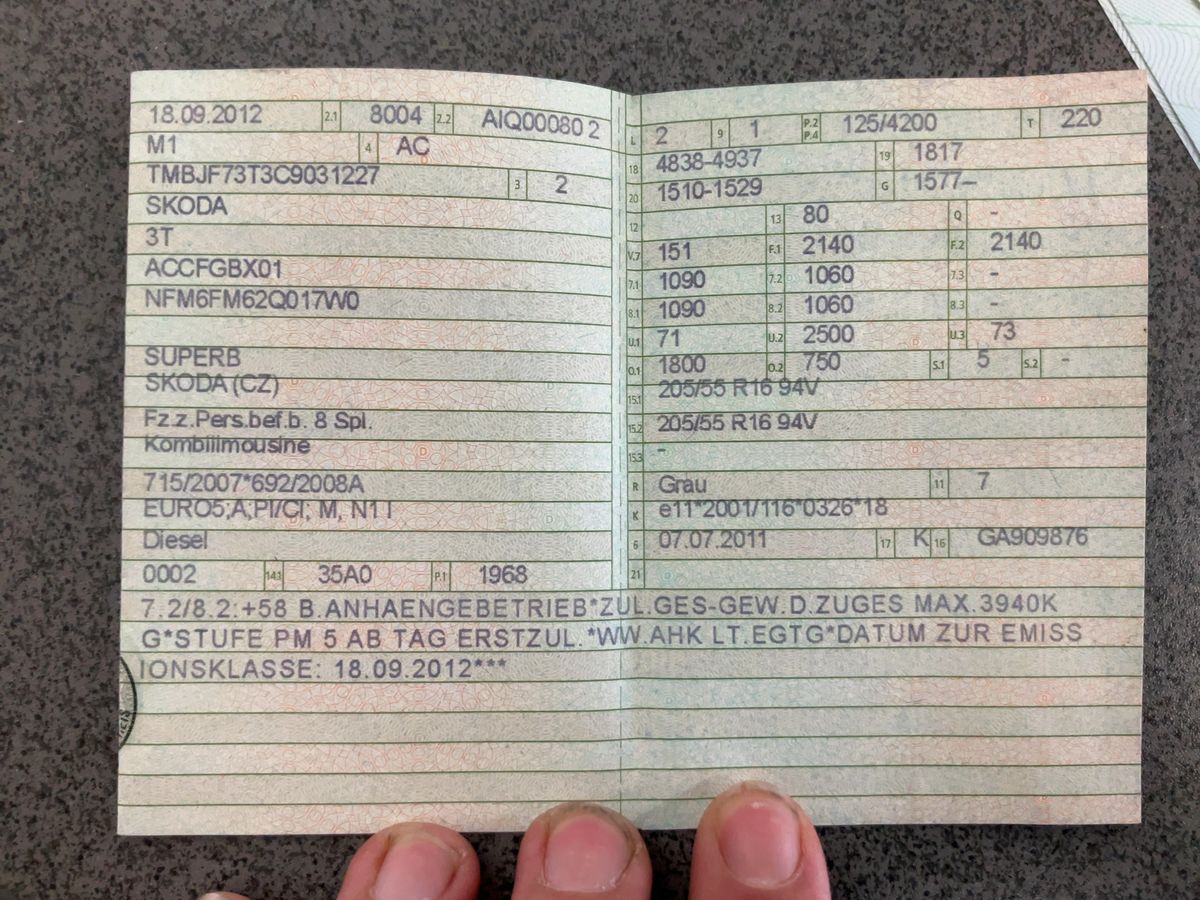 18.09.2012 2.1 8004 2.2 AIQ00080 2
M1 4 AC
TMBJF73T3C9031227 3 2
SKODA
3T
ACCFGBX01
NFM6FM62Q017W0
SUPERB
SKODA (CZ)
Fz.z.Pers.bef.b. 8 Spl.
Kombilimousine
715/2007*692/2008A
EURO5;A;PI/CI; M, N1 I
Diesel
0002 14.1 35A0 P.1 1968
L 2 9 1 P.2 P.4 125/4200 T 220
18 4838-4937 19 1817
20 1510-1529 G 1577–
12 13 80 Q -
V.7 151 F.1 2140 F.2 2140
7.1 1090 7.2 1060 7.3 -
8.1 1090 8.2 1060 8.3 -
U.1 71 U.2 2500 U.3 73
O.1 1800 O.2 750 S.1 5 S.2 -
15.1 205/55 R16 94V
15.2 205/55 R16 94V
15.3 -
R Grau 11 7
K e11*2001/116*0326*18
6 07.07.2011 17 K 16 GA909876
21
7.2/8.2:+58 B.ANHAENGEBETRIEB*ZUL.GES-GEW.D.ZUGES MAX.3940K
G*STUFE PM 5 AB TAG ERSTZUL.*WW.AHK LT.EGTG*DATUM ZUR EMISS
IONSKLASSE: 18.09.2012***